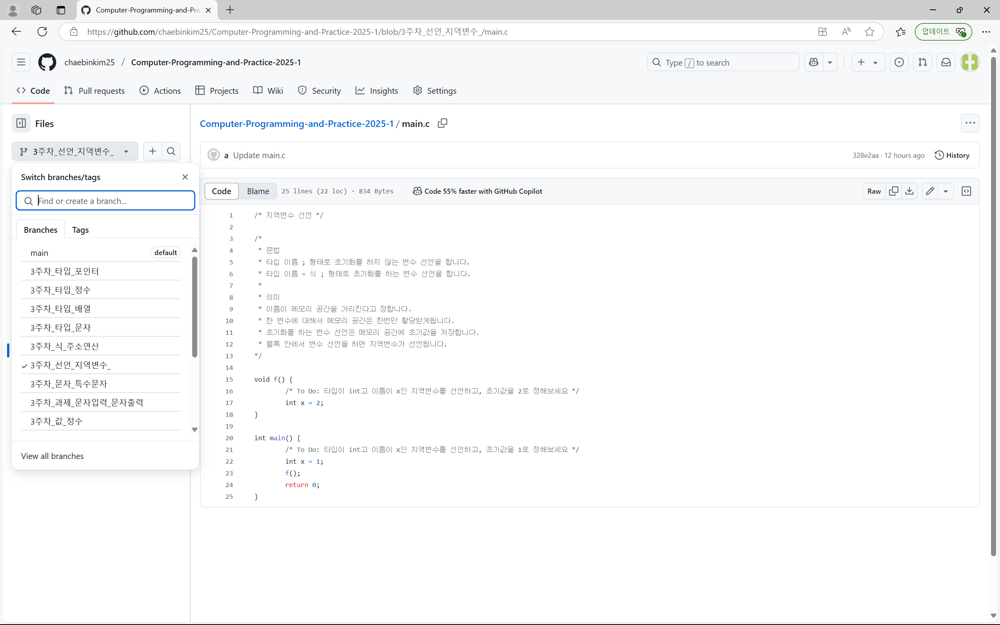 Computer-Programming-and-Pra
https://github.com/chaebinkim25/Computer-Programming-and-Practice-2025-1/blob/3주차_선언_지역변수_/main.c
업데이트
chaebinkim25 / Computer-Programming-and-Practice-2025-1
Type / to search
Code Pull requests Actions Projects Wiki Security Insights Settings
Files
Computer-Programming-and-Practice-2025-1 / main.c
3주차_선언_지역변수_
a Update main.c
328e2aa · 12 hours ago History
Switch branches/tags
Find or create a branch...
Branches Tags
main default
3주차_타입_포인터
3주차_타입_정수
3주차_타입_배열
3주차_타입_문자
3주차_식_주소연산
3주차_선언_지역변수_
3주차_문자_특수문자
3주차_과제_문자입력_문자출력
3주차_값_정수
View all branches
Code Blame 25 lines (22 loc) · 834 Bytes Code 55% faster with GitHub Copilot Raw
1 /* 지역변수 선언 */
2
3 /*
4 * 문법
5 * 타입 이름 ; 형태로 초기화를 하지 않는 변수 선언을 합니다.
6 * 타입 이름 = 식 ; 형태로 초기화를 하는 변수 선언을 합니다.
7 *
8 * 의미
9 * 이름이 메모리 공간을 가리킨다고 정합니다.
10 * 한 변수에 대해서 메모리 공간은 한번만 할당받게됩니다.
11 * 초기화를 하는 변수 선언은 메모리 공간에 초기값을 저장합니다.
12 * 블록 안에서 변수 선언을 하면 지역변수가 선언됩니다.
13 */
14
15 void f() {
16 /* To Do: 타입이 int고 이름이 x인 지역변수를 선언하고, 초기값을 2로 정해보세요 */
17 int x = 2;
18 }
19
20 int main() {
21 /* To Do: 타입이 int고 이름이 x인 지역변수를 선언하고, 초기값을 1로 정해보세요 */
22 int x = 1;
23 f();
24 return 0;
25 }